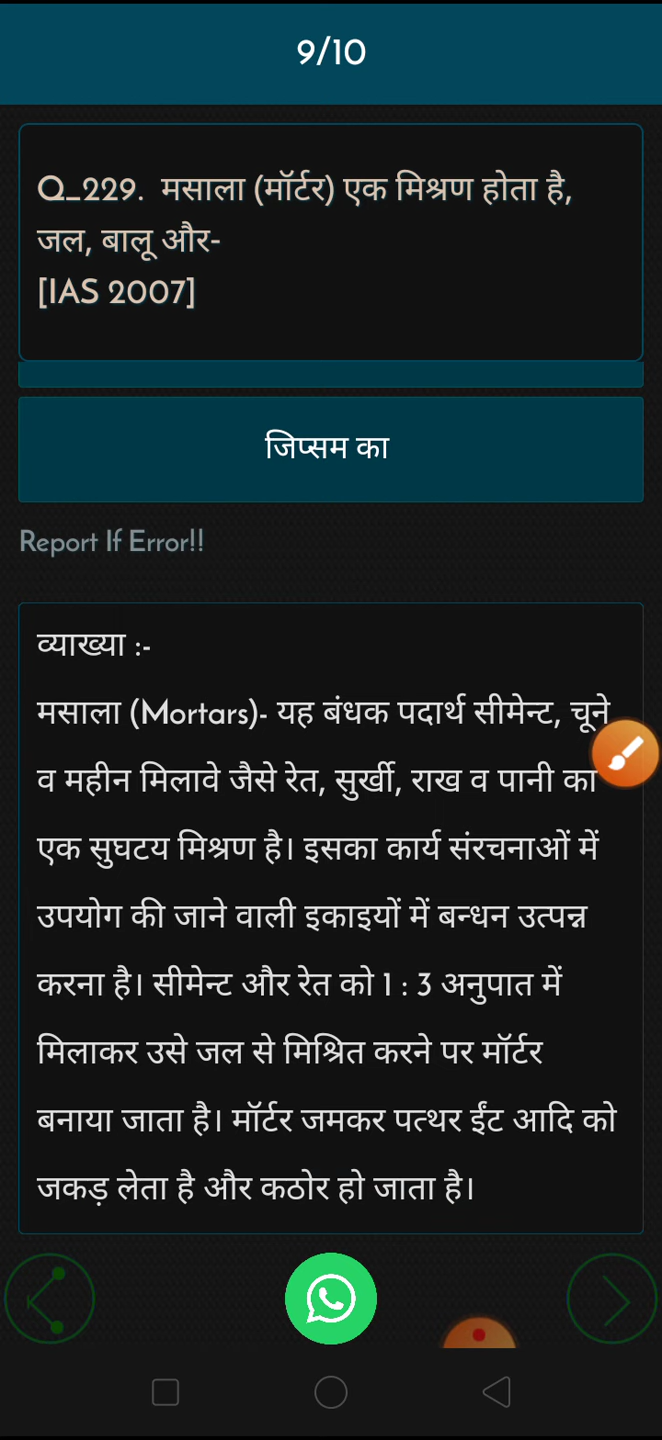 9/10
Q_229. मसाला (मॉर्टर) एक मिश्रण होता है,
जल, बालू और-
[IAS 2007]
जिप्सम का
Report If Error!!
व्याख्या :-
मसाला (Mortars)- यह बंधक पदार्थ सीमेन्ट, चूने
व महीन मिलावे जैसे रेत, सुर्खी, राख व पानी का
एक सुघटय मिश्रण है। इसका कार्य संरचनाओं में
उपयोग की जाने वाली इकाइयों में बन्धन उत्पन्न
करना है। सीमेन्ट और रेत को 1 : 3 अनुपात में
मिलाकर उसे जल से मिश्रित करने पर मॉर्टर
बनाया जाता है। मॉर्टर जमकर पत्थर ईंट आदि को
जकड़ लेता है और कठोर हो जाता है।